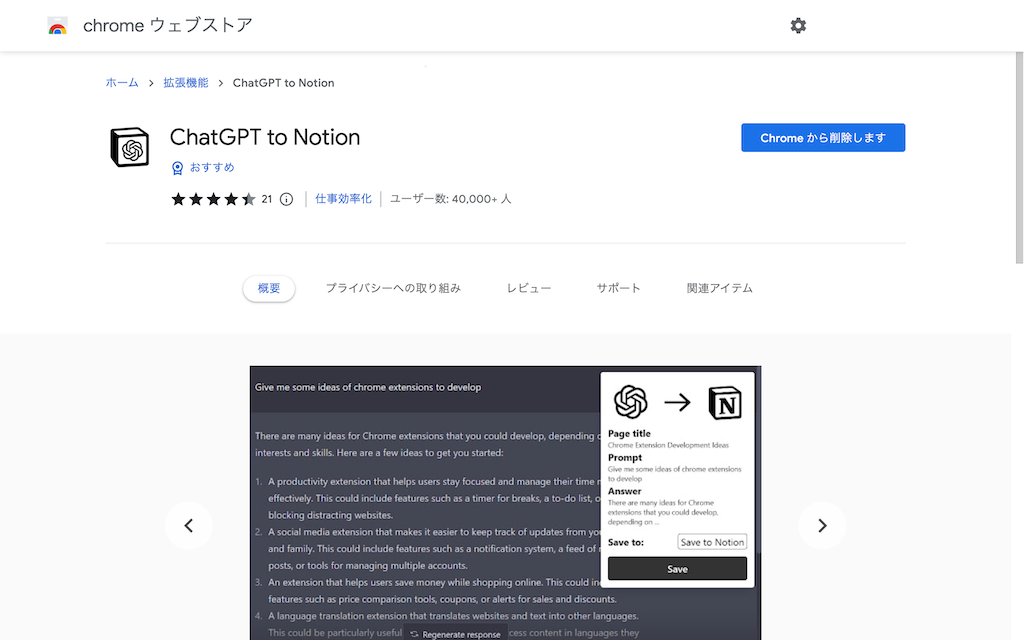 chrome ウェブストア
ホーム > 拡張機能 > ChatGPT to Notion
ChatGPT to Notion
Chrome から削除します
おすすめ
21 仕事効率化 ユーザー数: 40,000+ 人
概要 プライバシーへの取り組み レビュー サポート 関連アイテム
Give me some ideas of chrome extensions to develop
There are many ideas for Chrome extensions that you could develop, depending
interests and skills. Here are a few ideas to get you started:
1. A productivity extension that helps users stay focused and manage their time
effectively. This could include features such as a timer for breaks, a to-do list,
blocking distracting websites.
2. A social media extension that makes it easier to keep track of updates from
and family. This could include features such as a notification system, a feed of
posts, or tools for managing multiple accounts.
3. An extension that helps users save money while shopping online. This could
features such as price comparison tools, coupons, or alerts for sales and discounts.
4. A language translation extension that translates websites and text into other languages.
This could be particularly useful
Regenerate response
content in languages they
N
Page title
Chrome Extension Development Ideas
Prompt
Give me some ideas of chrome extensions
to develop
Answer
There are many ideas for Chrome
extensions that you could develop,
depending on ...
Save to: Save to Notion
Save